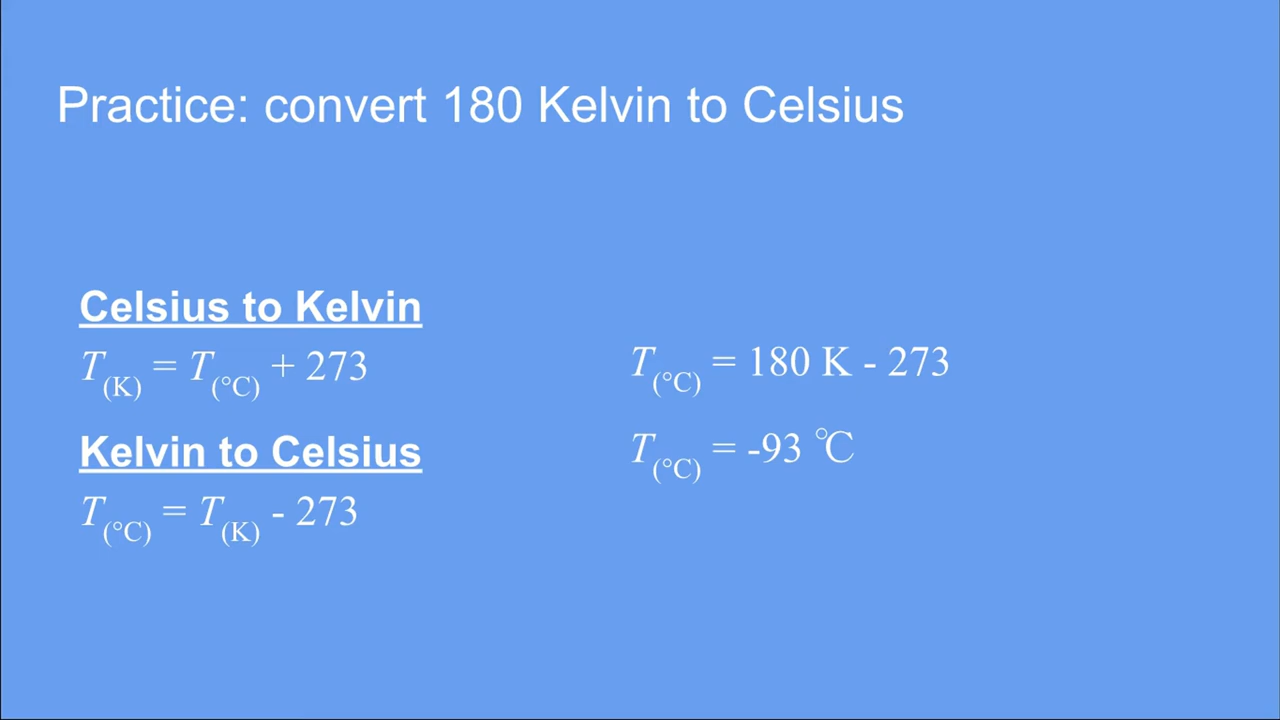 Practice: convert 180 Kelvin to Celsius
Celsius to Kelvin
T(K) = T(°C) + 273
Kelvin to Celsius
T(°C) = T(K) - 273
T(°C) = 180 K - 273
T(°C) = -93 ℃